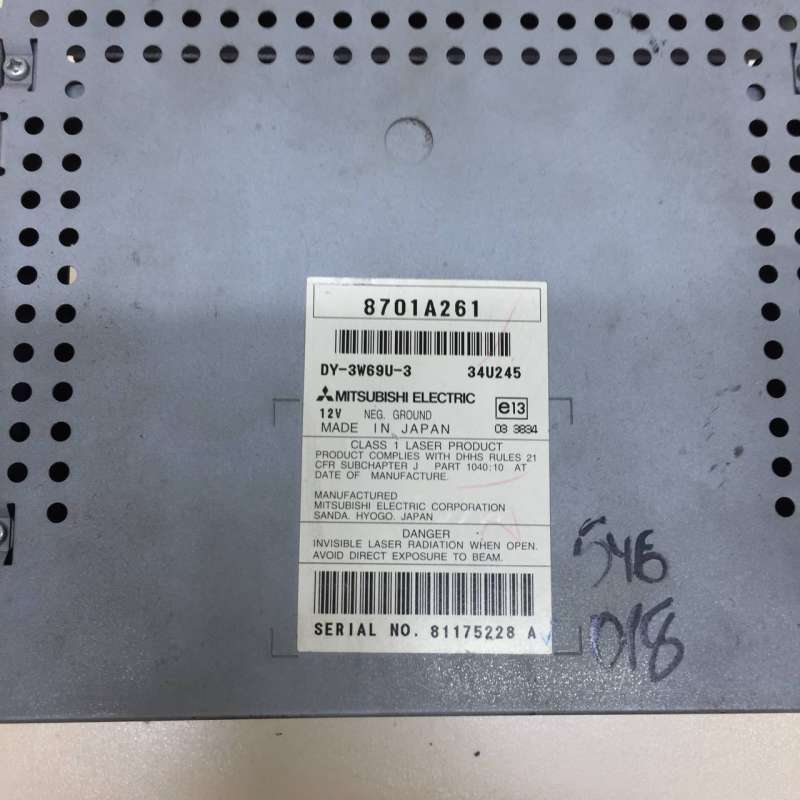 8701A261
DY-3W69U-3 34U245
MITSUBISHI ELECTRIC
12V NEG. GROUND e13
MADE IN JAPAN 03 3834
CLASS 1 LASER PRODUCT
PRODUCT COMPLIES WITH DHHS RULES 21
CFR SUBCHAPTER J PART 1040:10 AT
DATE OF MANUFACTURE.
MANUFACTURED
MITSUBISHI ELECTRIC CORPORATION
SANDA. HYOGO. JAPAN
DANGER
INVISIBLE LASER RADIATION WHEN OPEN.
AVOID DIRECT EXPOSURE TO BEAM.
SERIAL NO. 81175228 A
018